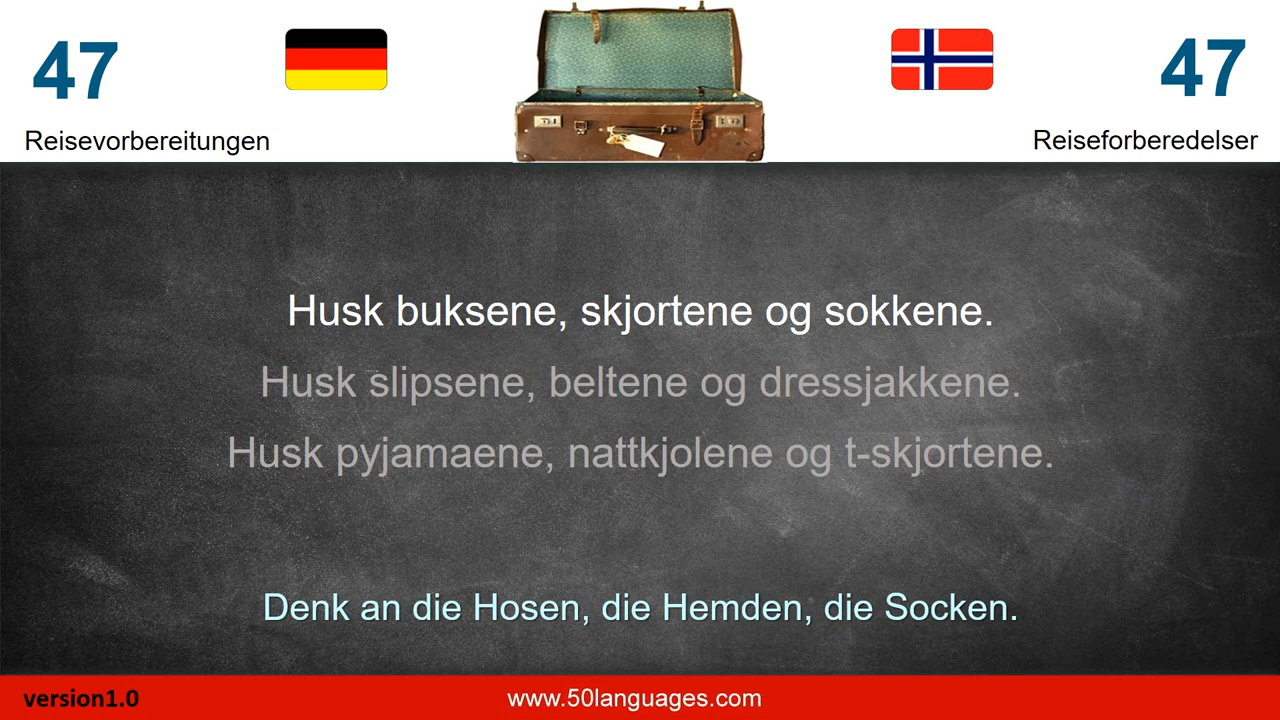 47
47
Reisevorbereitungen
Reiseforberedelser
Husk buksene, skjortene og sokkene.
Husk slipsene, beltene og dressjakkene.
Husk pyjamaene, nattkjolene og t-skjortene.
Denk an die Hosen, die Hemden, die Socken.
version1.0
www.50languages.com